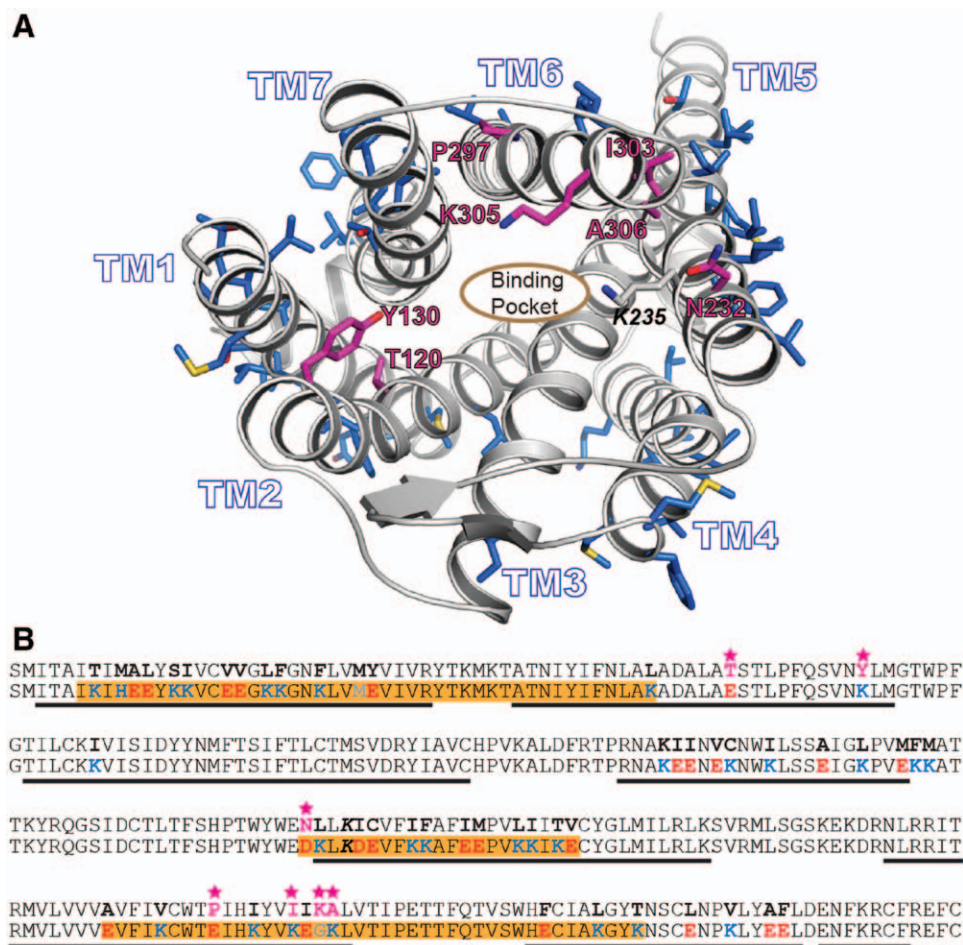 A
TM7
TM6
TM5
P297
I303
K305
A306
TM1
Binding
Pocket
K235
N232
Y130
T120
TM2
TM4
TM3
B
SMITAITIMALYSIVCVVGLFGNFLVMYVIVRYTKMKTATNIYIFNLALADALATSTLPFQSVNYLMGTWPF
SMITAIKIHEEYKKVCEEGKKGNKLVMEVIVRYTKMKTATNIYIFNLAKADALAESTLPFQSVNKLMGTWPF
GTILCKIVISIDYYNMFTSIFTLCTMSVDRYIAVCHPVKALDFRTPRNAKIINVCNWILSSAIGLPVMFMAT
GTILCKKVISIDYYNMFTSIFTLCTMSVDRYIAVCHPVKALDFRTPRNAKEENEKNWKLSSEIGKPVEKKAT
TKYRQGSIDCTLTFSHPTWYWENLLKICVFIFAFIMPVLIITVCYGLMILRLKSVRMLSGSKEKDRNLRRIT
TKYRQGSIDCTLTFSHPTWYWEDKLKDEVFKKAFEEPVKKIKECYGLMILRLKSVRMLSGSKEKDRNLRRIT
RMVLVVVAVFIVCWTPIHIYVIIKALVTIPETTFQTVSWHFCIALGYTNSCLNPVLYAFLDENFKRCFREFC
RMVLVVVEVFIKCWTEIHKYVKEGKLVTIPETTFQTVSWHECIAKGYKNSCENPKLYEELDENFKRCFREFC